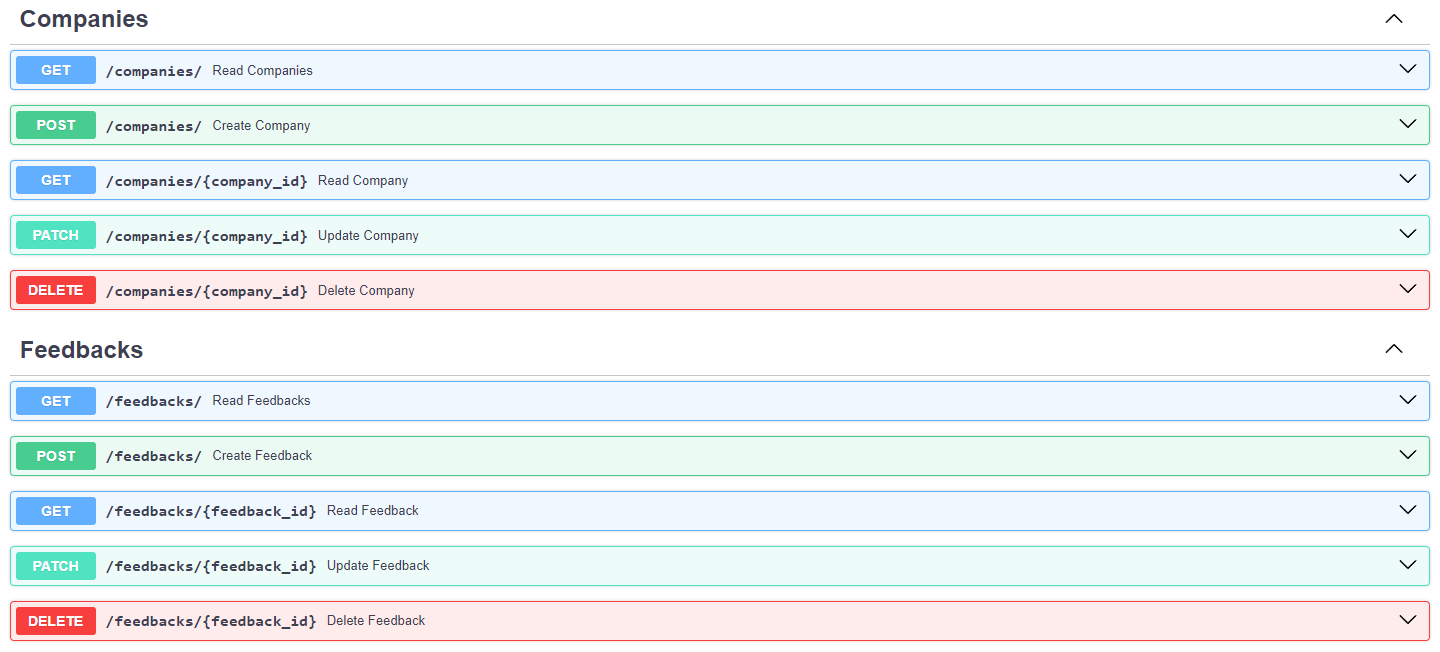 Companies
GET /companies/ Read Companies
POST /companies/ Create Company
GET /companies/{company_id} Read Company
PATCH /companies/{company_id} Update Company
DELETE /companies/{company_id} Delete Company
Feedbacks
GET /feedbacks/ Read Feedbacks
POST /feedbacks/ Create Feedback
GET /feedbacks/{feedback_id} Read Feedback
PATCH /feedbacks/{feedback_id} Update Feedback
DELETE /feedbacks/{feedback_id} Delete Feedback